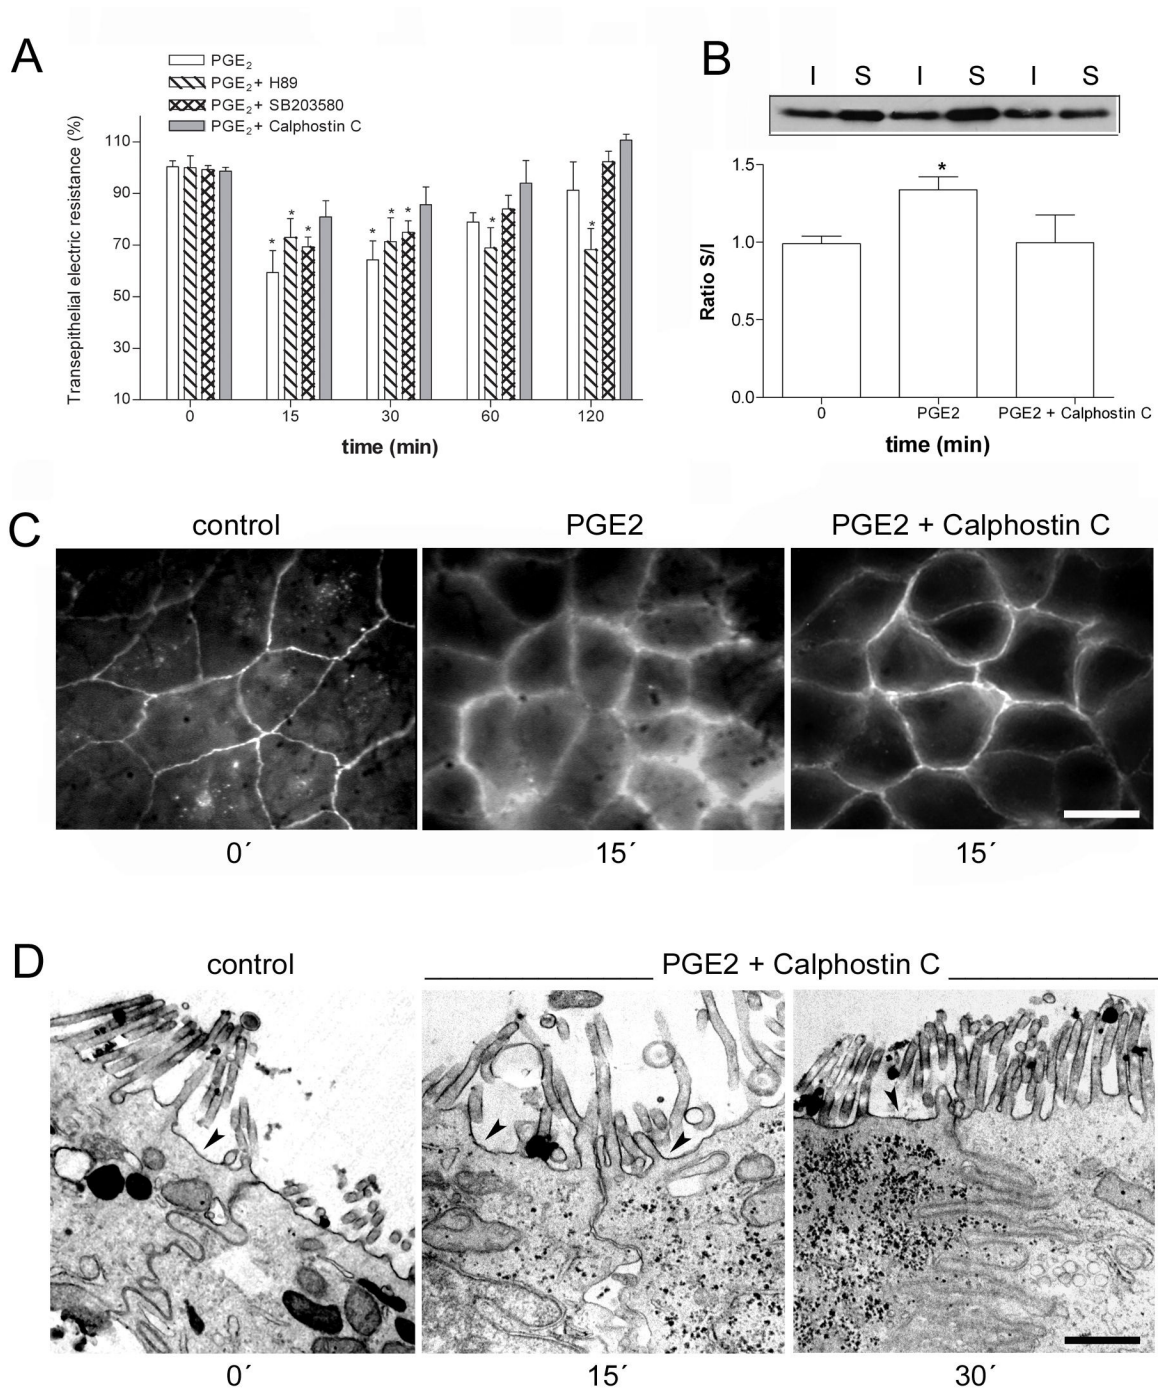 A
PGE2
PGE2+ H89
PGE2+ SB203580
PGE2+ Calphostin C
Transepithelial electric resistance (%)
110
90
70
50
30
10
* * *
* * *
*
*
0 15 30 60 120
time (min)
B
I S I S I S
Ratio S/I
1.5
1.0
0.5
0.0
*
0 PGE2 PGE2 + Calphostin C
time (min)
C
control PGE2 PGE2 + Calphostin C
0´ 15´ 15´
D
control PGE2 + Calphostin C
0´ 15´ 30´